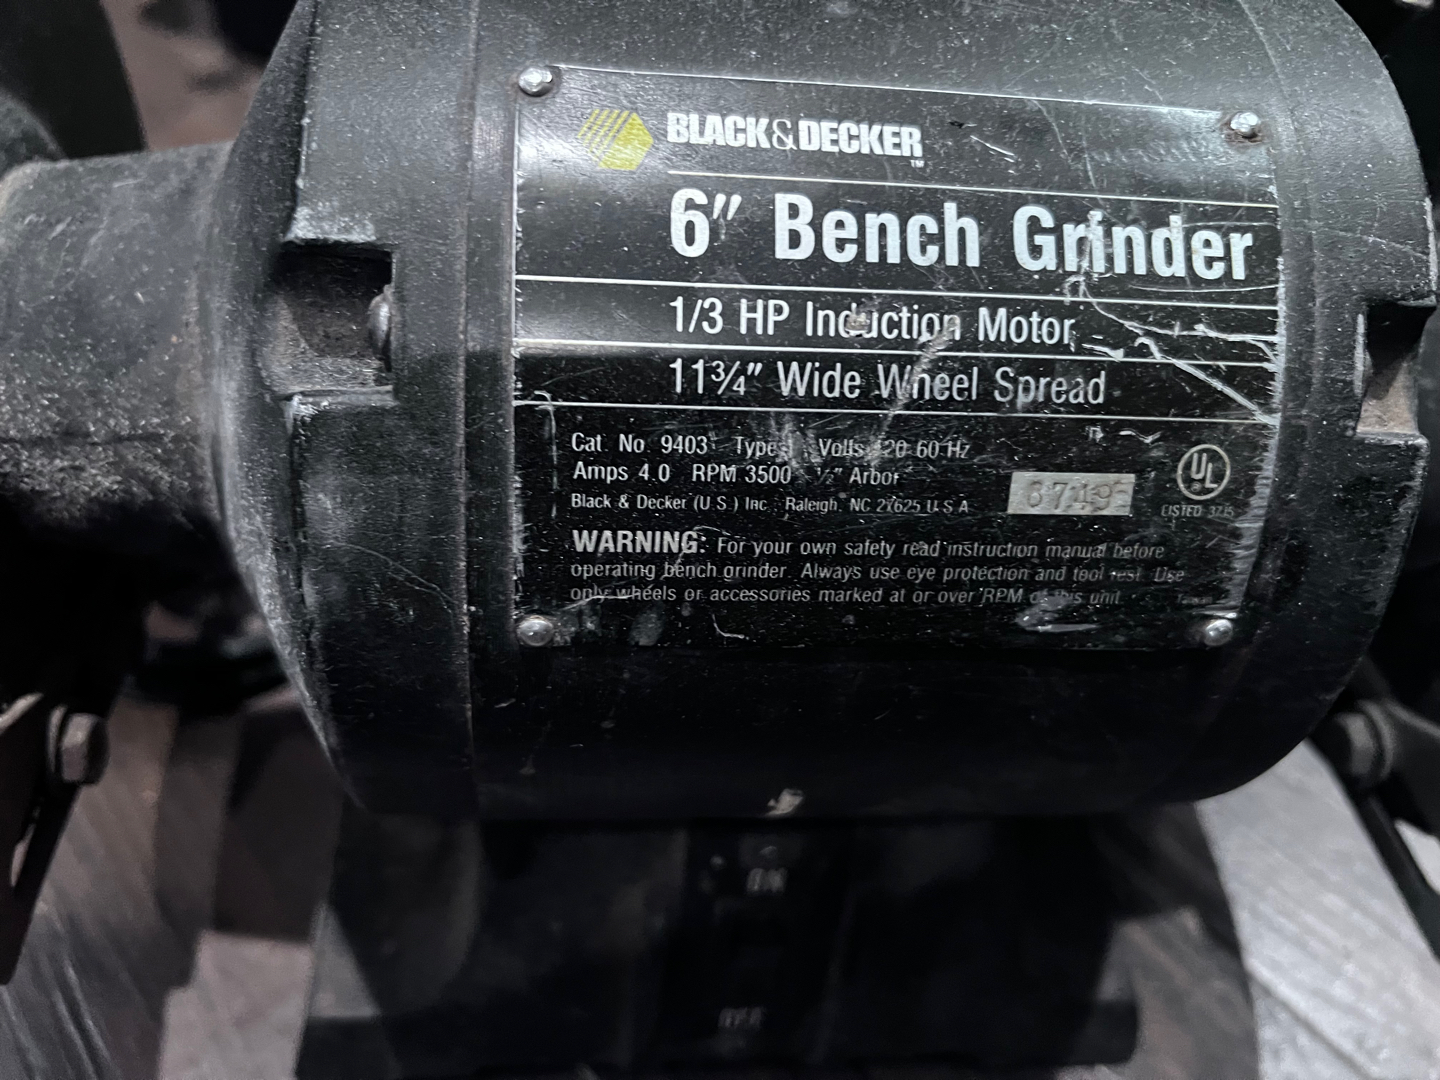 BLACK&DECKER
TM
6" Bench Grinder
1/3 HP Induction Motor
11¾" Wide Wheel Spread
Cat. No 9403 Type 1 Volts 120 60 Hz
Amps 4.0 RPM 3500 ½" Arbor
Black & Decker (U.S.) Inc., Raleigh, NC 27625 U.S.A
UL
LISTED
WARNING: For your own safety read instruction manual before
operating bench grinder. Always use eye protection and tool rest. Use
only wheels or accessories marked at or over RPM of this unit.
ON
OFF